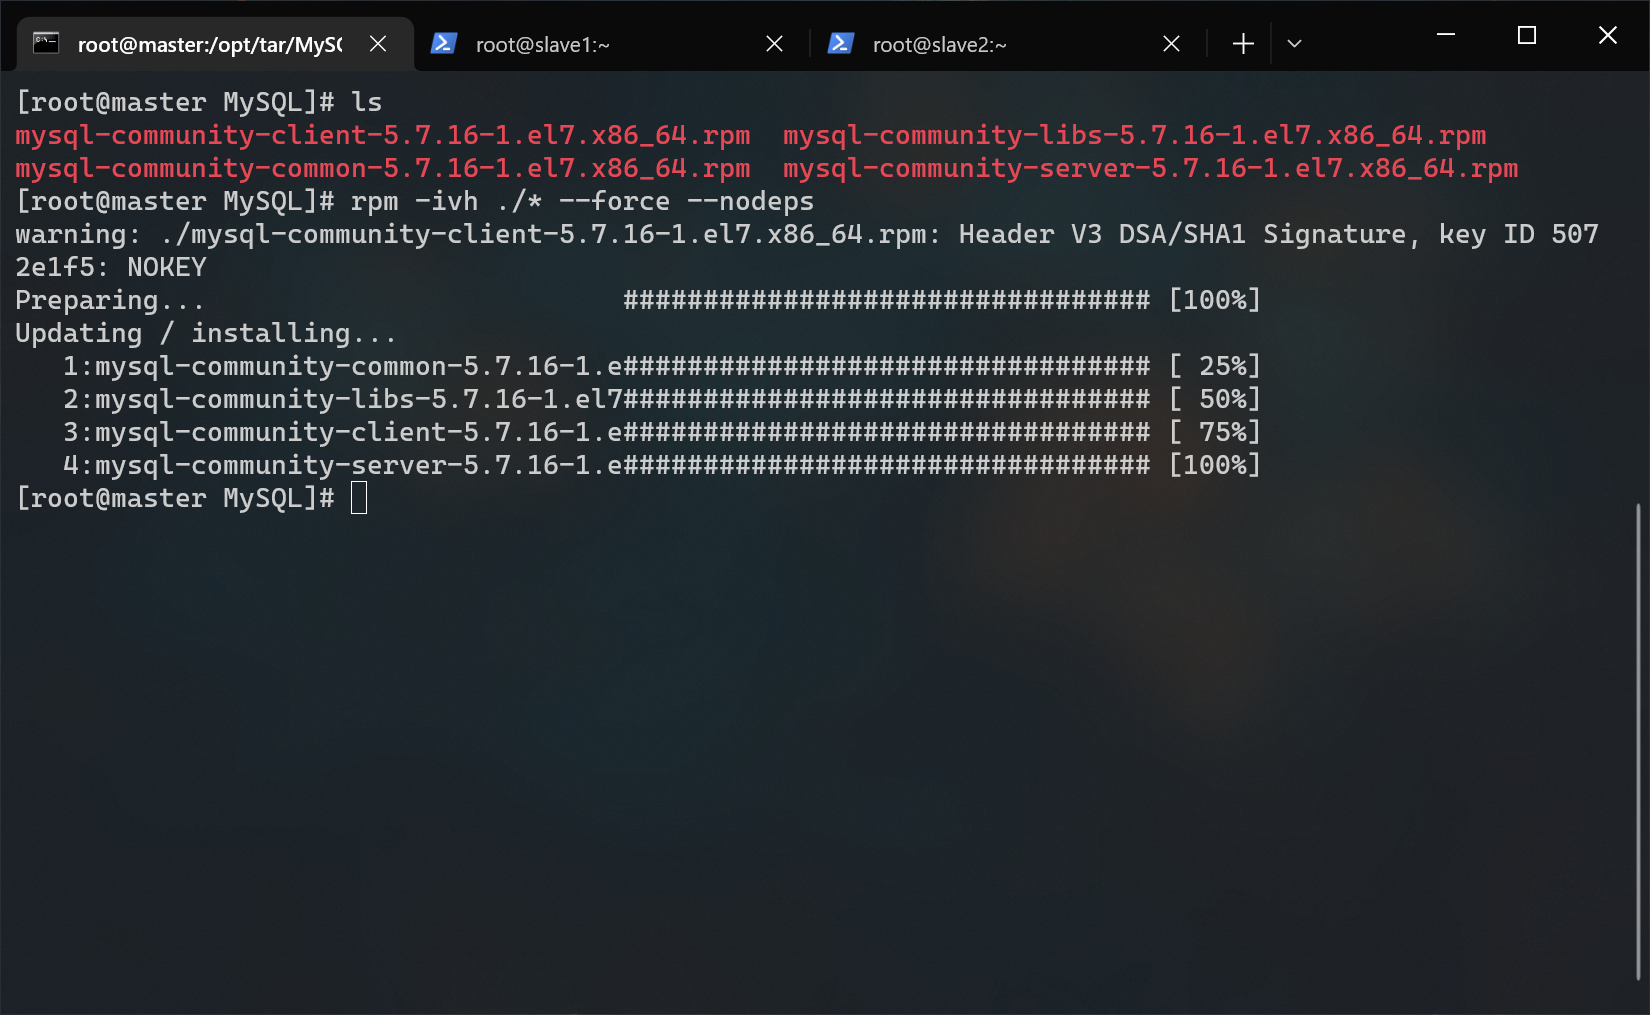 root@master:/opt/tar/MySQ
root@slave1:~
root@slave2:~
[root@master MySQL]# ls
mysql-community-client-5.7.16-1.el7.x86_64.rpm  mysql-community-libs-5.7.16-1.el7.x86_64.rpm
mysql-community-common-5.7.16-1.el7.x86_64.rpm  mysql-community-server-5.7.16-1.el7.x86_64.rpm
[root@master MySQL]# rpm -ivh ./* --force --nodeps
warning: ./mysql-community-client-5.7.16-1.el7.x86_64.rpm: Header V3 DSA/SHA1 Signature, key ID 507
2e1f5: NOKEY
Preparing...                          ################################# [100%]
Updating / installing...
   1:mysql-community-common-5.7.16-1.e################################# [ 25%]
   2:mysql-community-libs-5.7.16-1.el7################################# [ 50%]
   3:mysql-community-client-5.7.16-1.e################################# [ 75%]
   4:mysql-community-server-5.7.16-1.e################################# [100%]
[root@master MySQL]#